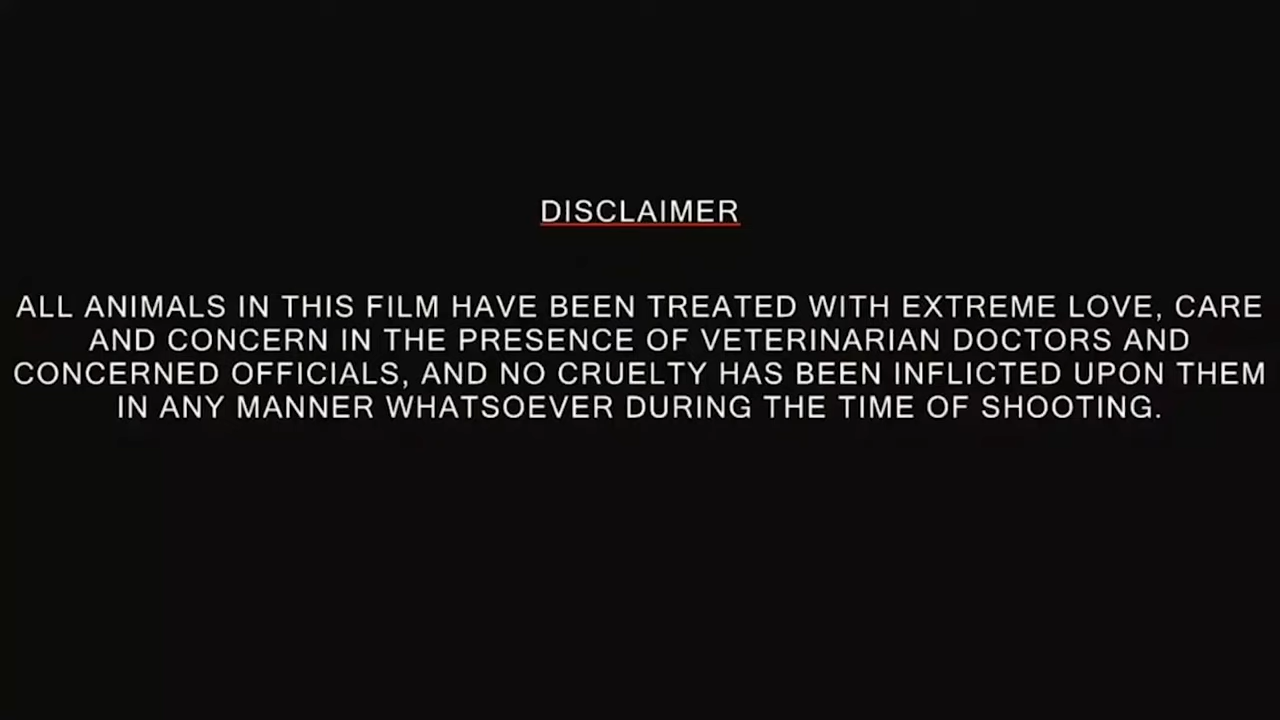 DISCLAIMER
ALL ANIMALS IN THIS FILM HAVE BEEN TREATED WITH EXTREME LOVE, CARE
AND CONCERN IN THE PRESENCE OF VETERINARIAN DOCTORS AND
CONCERNED OFFICIALS, AND NO CRUELTY HAS BEEN INFLICTED UPON THEM
IN ANY MANNER WHATSOEVER DURING THE TIME OF SHOOTING.